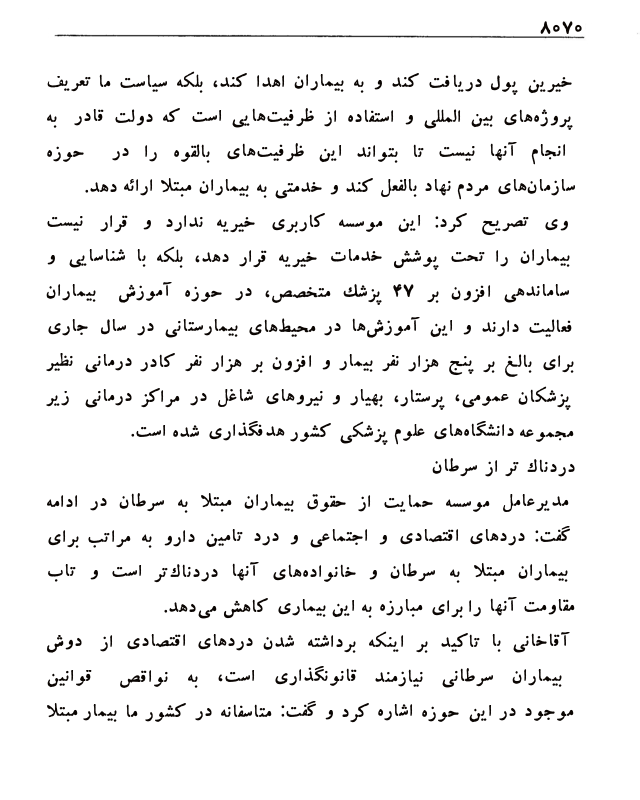 ۸۰۷۰
خیرین پول دریافت کند و به بیماران اهدا کند، بلکه سیاست ما تعریف
پروژه‌های بین المللی و استفاده از ظرفیت‌هایی است که دولت قادر به
انجام آنها نیست تا بتواند این ظرفیت‌های بالقوه را در حوزه
سازمان‌های مردم نهاد بالفعل کند و خدمتی به بیماران مبتلا ارائه دهد.
وی تصریح کرد: این موسسه کاربری خیریه ندارد و قرار نیست
بیماران را تحت پوشش خدمات خیریه قرار دهد، بلکه با شناسایی و
ساماندهی افزون بر ۴۷ پزشك متخصص، در حوزه آموزش بیماران
فعالیت دارند و این آموزش‌ها در محیط‌های بیمارستانی در سال جاری
برای بالغ بر پنج هزار نفر بیمار و افزون بر هزار نفر کادر درمانی نظیر
پزشکان عمومی، پرستار، بهیار و نیروهای شاغل در مراکز درمانی زیر
مجموعه دانشگاه‌های علوم پزشکی کشور هدفگذاری شده است.
دردناك تر از سرطان
مدیرعامل موسسه حمایت از حقوق بیماران مبتلا به سرطان در ادامه
گفت: دردهای اقتصادی و اجتماعی و درد تامین دارو به مراتب برای
بیماران مبتلا به سرطان و خانواده‌های آنها دردناك‌تر است و تاب
مقاومت آنها را برای مبارزه به این بیماری کاهش می‌دهد.
آقاخانی با تاکید بر اینکه برداشته شدن دردهای اقتصادی از دوش
بیماران سرطانی نیازمند قانونگذاری است، به نواقص قوانین
موجود در این حوزه اشاره کرد و گفت: متاسفانه در کشور ما بیمار مبتلا